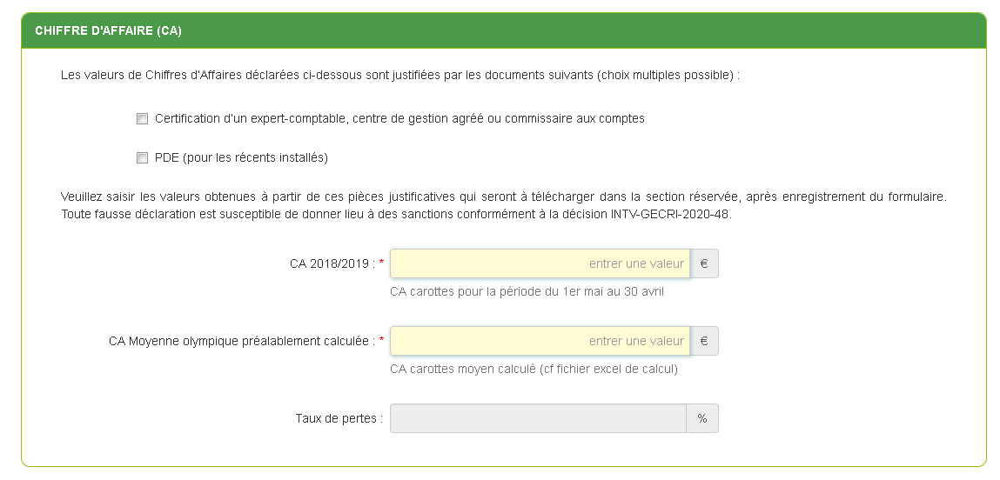 CHIFFRE D'AFFAIRE (CA)
Les valeurs de Chiffres d'Affaires déclarées ci-dessous sont justifiées par les documents suivants (choix multiples possible) :
Certification d'un expert-comptable, centre de gestion agréé ou commissaire aux comptes
PDE (pour les récents installés)
Veuillez saisir les valeurs obtenues à partir de ces pièces justificatives qui seront à télécharger dans la section réservée, après enregistrement du formulaire.
Toute fausse déclaration est susceptible de donner lieu à des sanctions conformément à la décision INTV-GECRI-2020-48.
CA 2018/2019 : * entrer une valeur €
CA carottes pour la période du 1er mai au 30 avril
CA Moyenne olympique préalablement calculée : * entrer une valeur €
CA carottes moyen calculé (cf fichier excel de calcul)
Taux de pertes : %